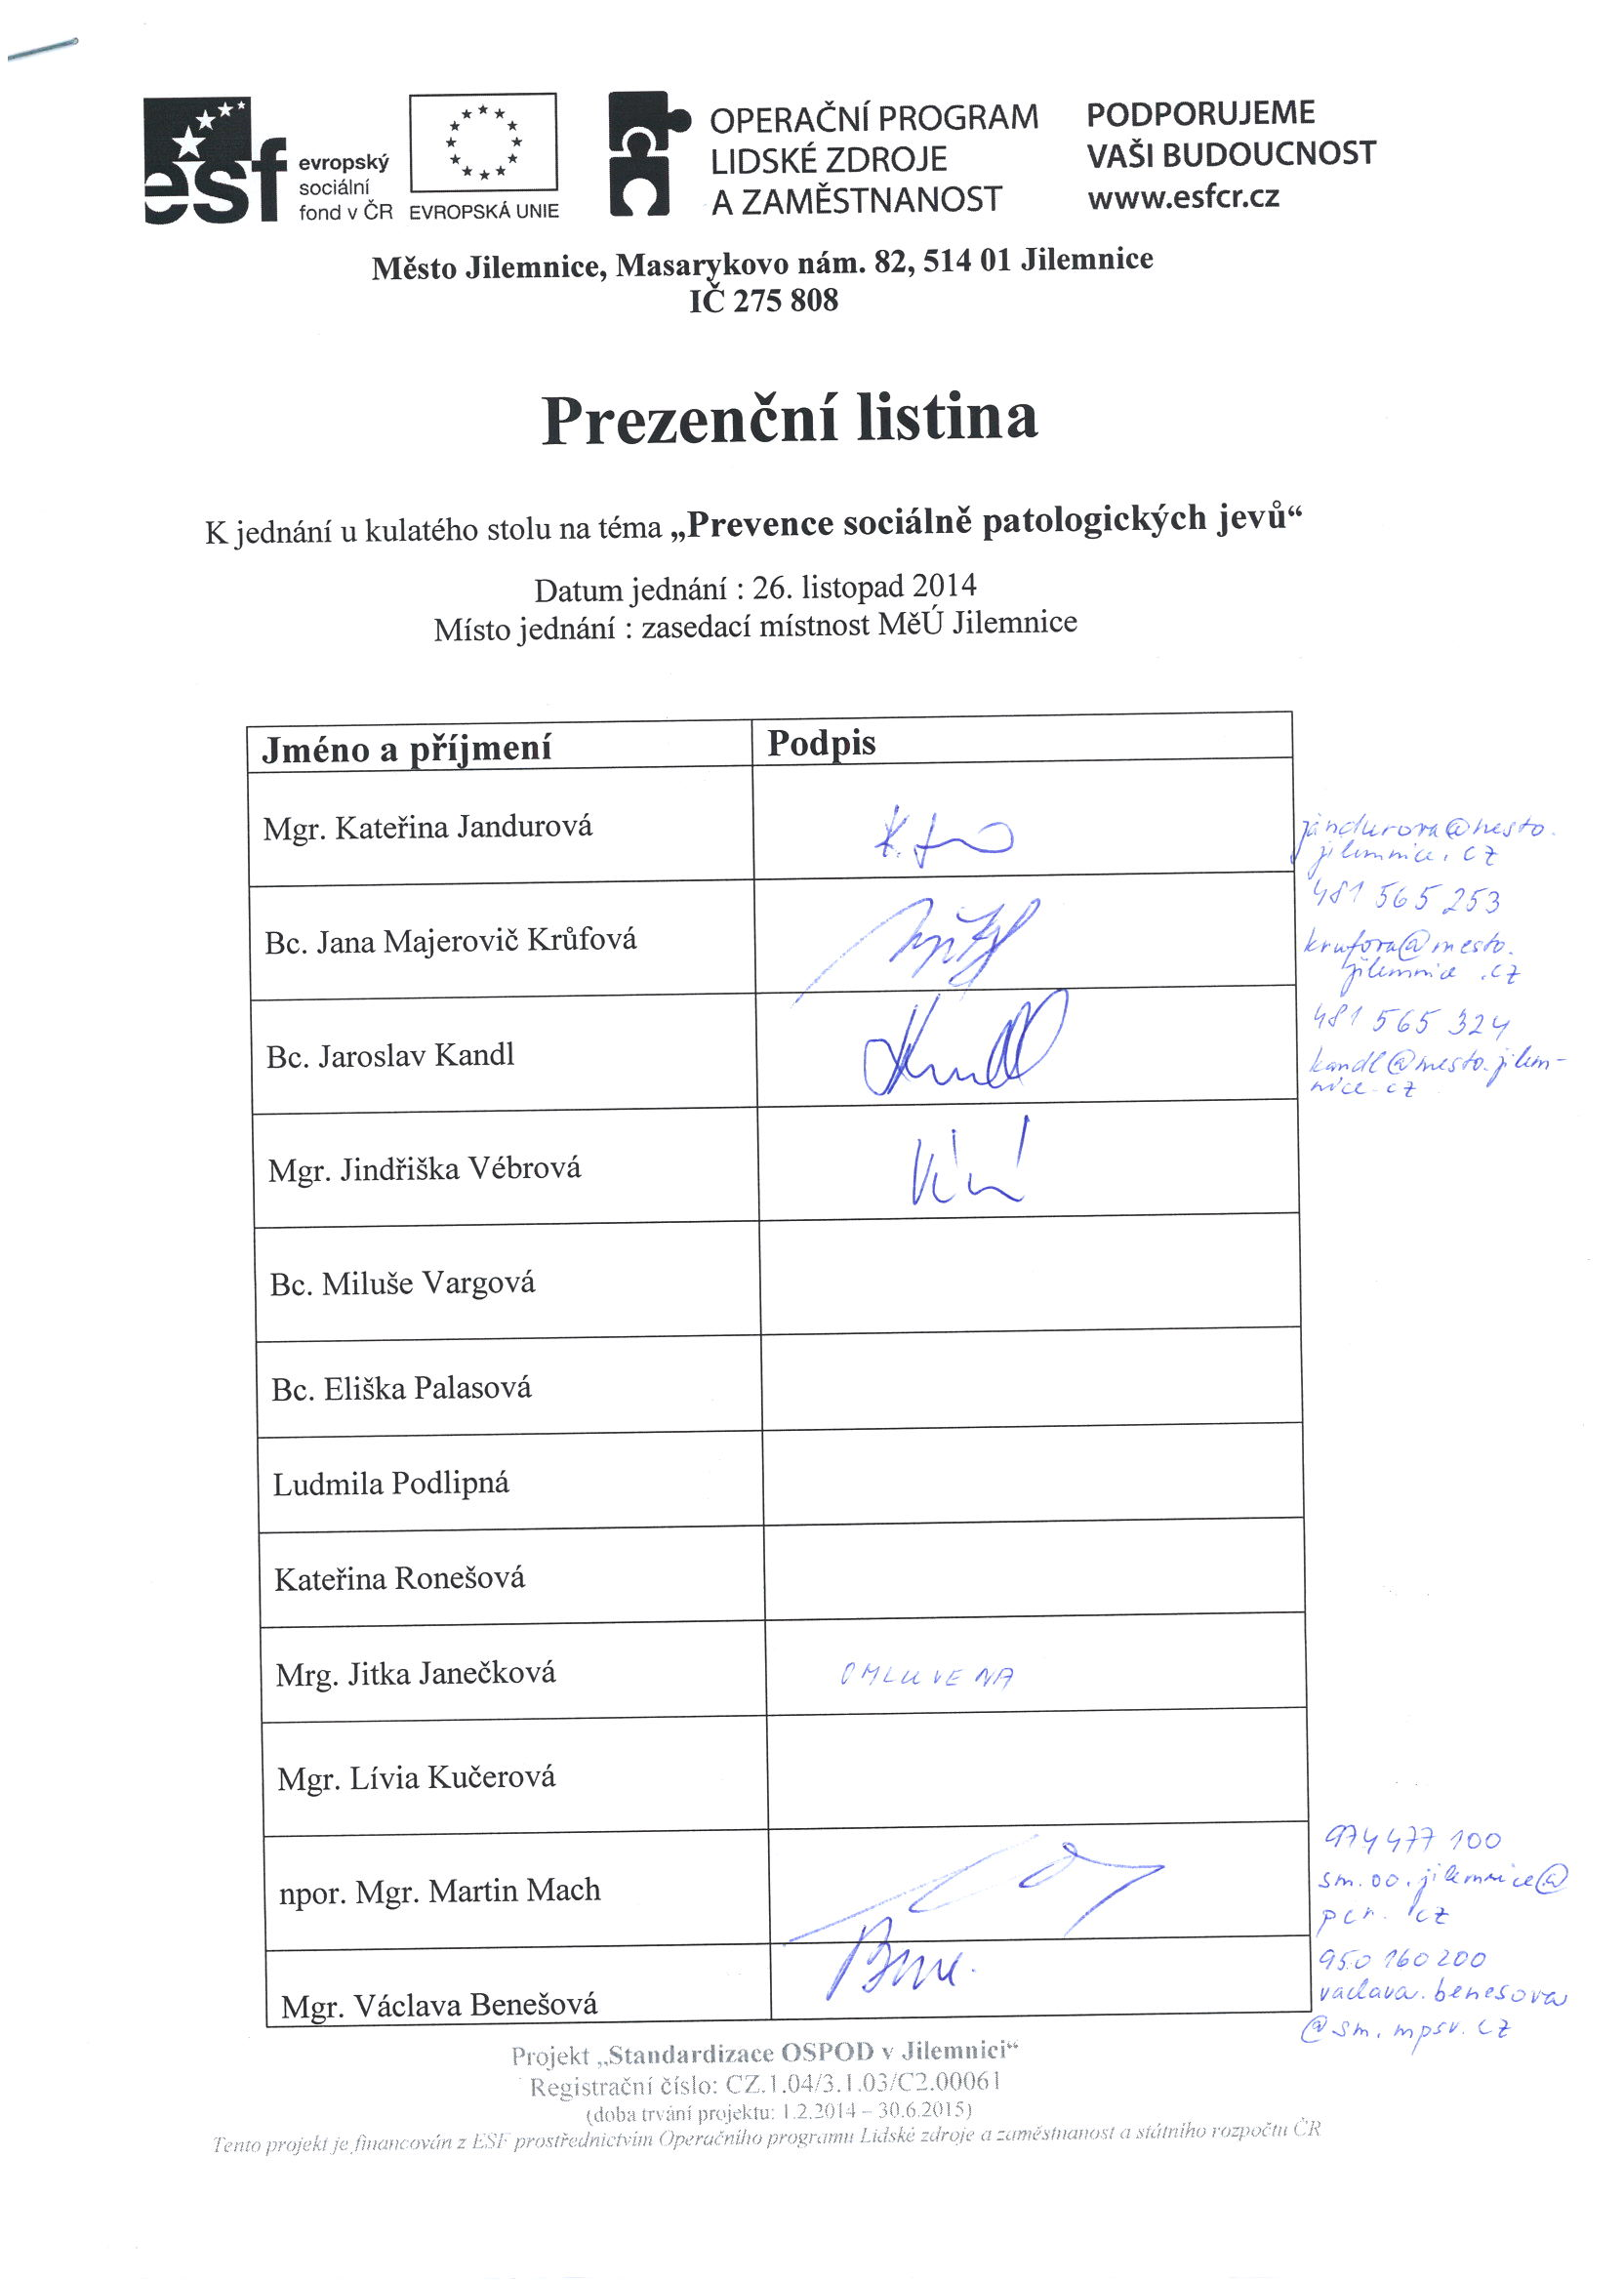 esf
evropský
sociální
fond v ČR
EVROPSKÁ UNIE
OPERAČNÍ PROGRAM
LIDSKÉ ZDROJE
A ZAMĚSTNANOST
PODPORUJEME
VAŠI BUDOUCNOST
www.esfcr.cz
Město Jilemnice, Masarykovo nám. 82, 514 01 Jilemnice
IČ 275 808
Prezenční listina
K jednání u kulatého stolu na téma „Prevence sociálně patologických jevů“
Datum jednání : 26. listopad 2014
Místo jednání : zasedací místnost MěÚ Jilemnice
Jméno a příjmení Podpis
Mgr. Kateřina Jandurová
jandurova@mesto.
jilemnice.cz
481 565 253
Bc. Jana Majerovič Krůfová
krufova@mesto.
jilemnice.cz
481 565 324
Bc. Jaroslav Kandl
kandl@mesto.jilem-
nice.cz
Mgr. Jindřiška Vébrová
Bc. Miluše Vargová
Bc. Eliška Palasová
Ludmila Podlipná
Kateřina Ronešová
Mrg. Jitka Janečková OMLUVENA
Mgr. Lívia Kučerová
974 477 100
npor. Mgr. Martin Mach
sm.oo.jilemnice@
pcr.cz
950 160 200
Mgr. Václava Benešová
vaclava.benesova
@sm.mpsv.cz
Projekt „Standardizace OSPOD v Jilemnici“
Registrační číslo: CZ.1.04/3.1.03/C2.00061
(doba trvání projektu: 1.2.2014 – 30.6.2015)
Tento projekt je financován z ESF prostřednictvím Operačního programu Lidské zdroje a zaměstnanost a státního rozpočtu ČR